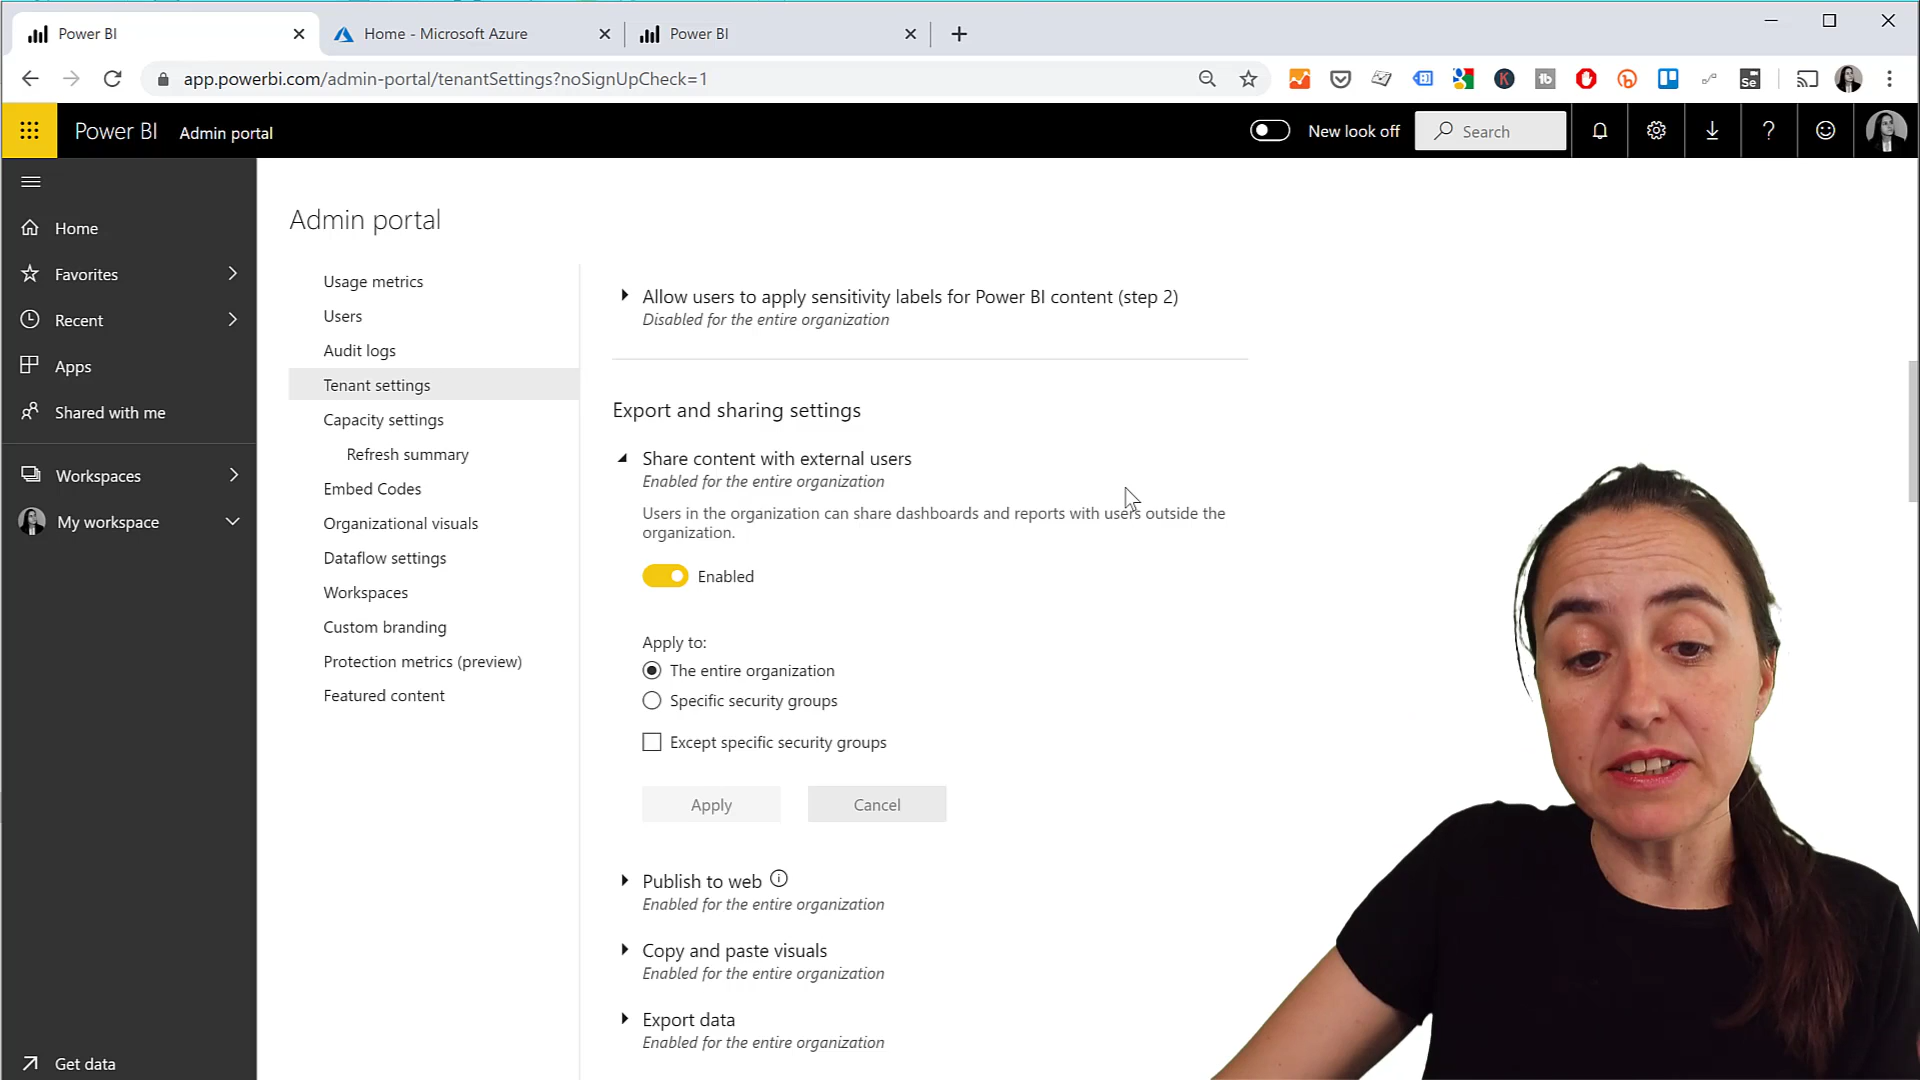 Power BI
Home - Microsoft Azure
Power BI
app.powerbi.com/admin-portal/tenantSettings?noSignUpCheck=1
Power BI Admin portal
New look off
Search
Home
Favorites
Recent
Apps
Shared with me
Workspaces
My workspace
Get data
Admin portal
Usage metrics
Users
Audit logs
Tenant settings
Capacity settings
Refresh summary
Embed Codes
Organizational visuals
Dataflow settings
Workspaces
Custom branding
Protection metrics (preview)
Featured content
Allow users to apply sensitivity labels for Power BI content (step 2)
Disabled for the entire organization
Export and sharing settings
Share content with external users
Enabled for the entire organization
Users in the organization can share dashboards and reports with users outside the
organization.
Enabled
Apply to:
The entire organization
Specific security groups
Except specific security groups
Apply
Cancel
Publish to web
Enabled for the entire organization
Copy and paste visuals
Enabled for the entire organization
Export data
Enabled for the entire organization